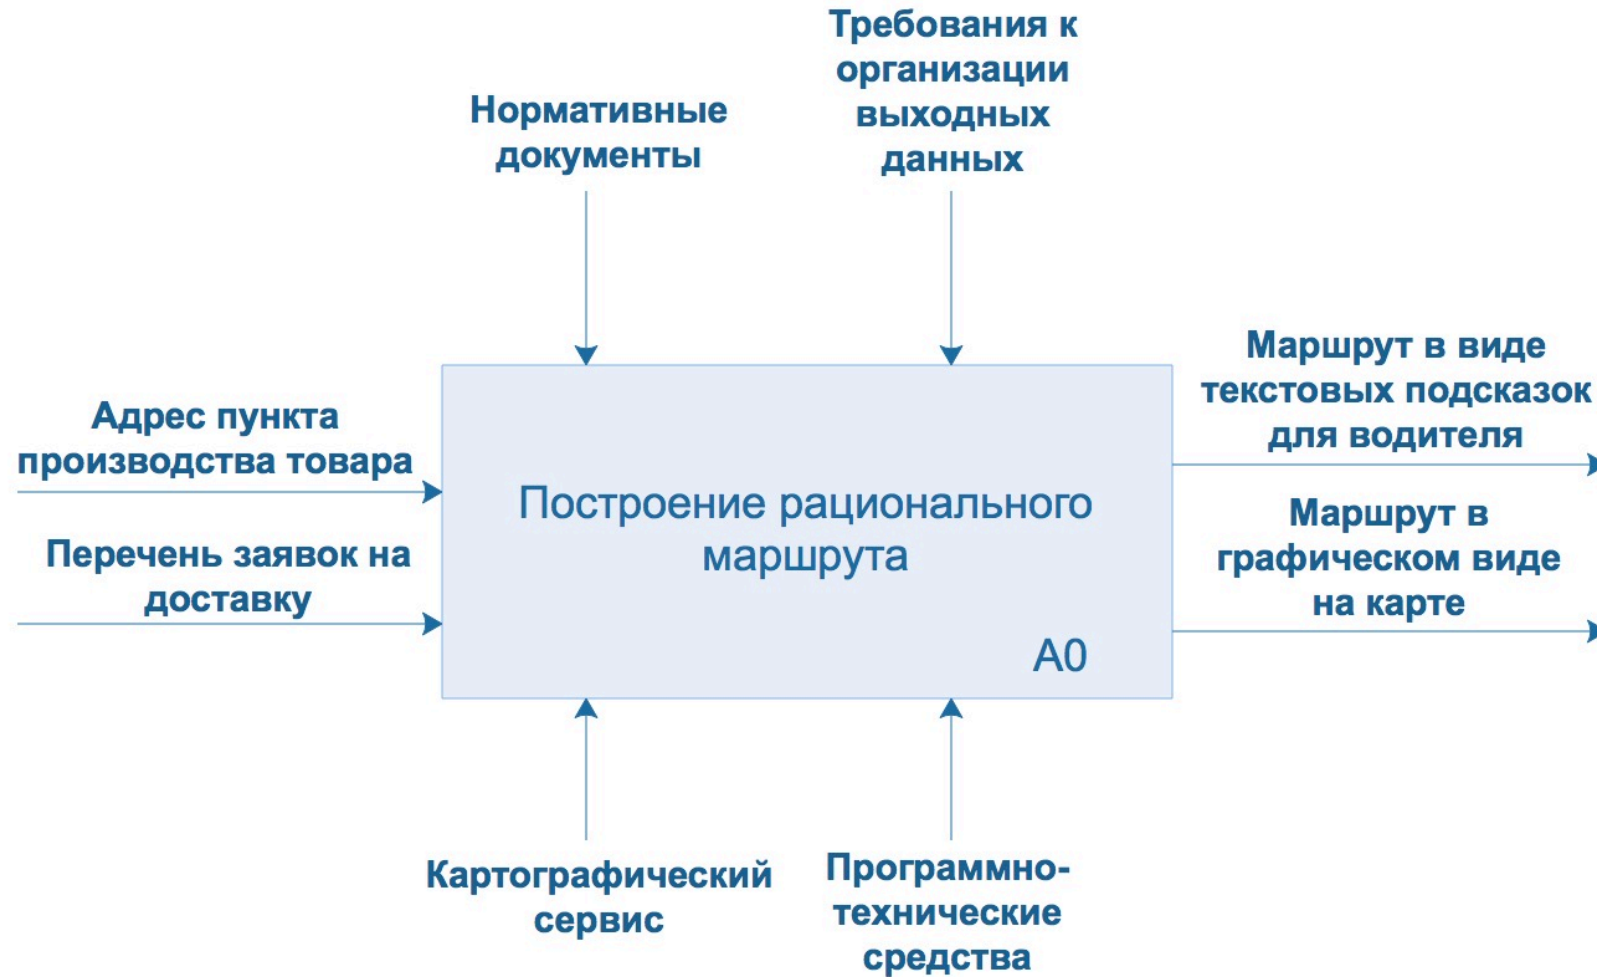 Требования к
организации
выходных
данных
Нормативные
документы
Адрес пункта
производства товара
Перечень заявок на
доставку
Построение рационального
маршрута
А0
Маршрут в виде
текстовых подсказок
для водителя
Маршрут в
графическом виде
на карте
Картографический
сервис
Программно-
технические
средства